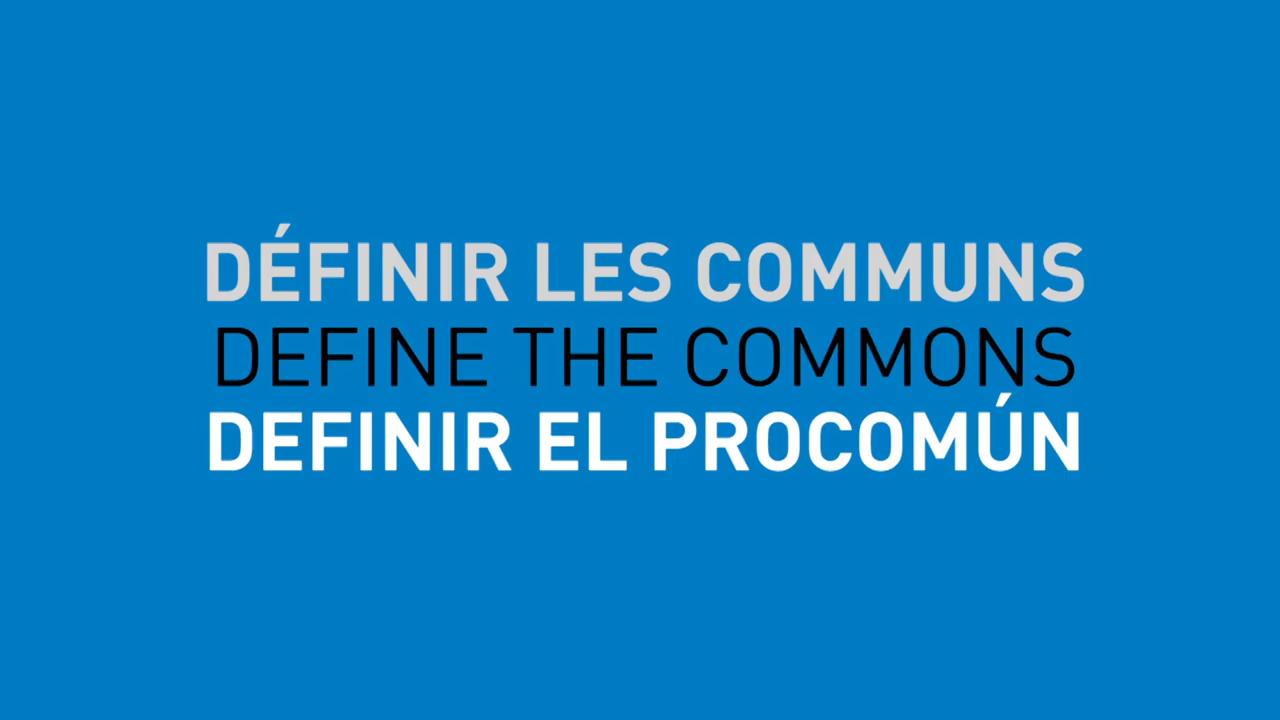 DÉFINIR LES COMMUNS
DEFINE THE COMMONS
DEFINIR EL PROCOMÚN